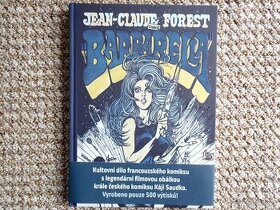 JEAN-CLAUDE FOREST
BARBARELLA
Kultovní dílo francouzského komiksu
s legendární filmovou obálkou
krále českého komiksu Káji Saudka.
Vyrobeno pouze 500 výtisků!